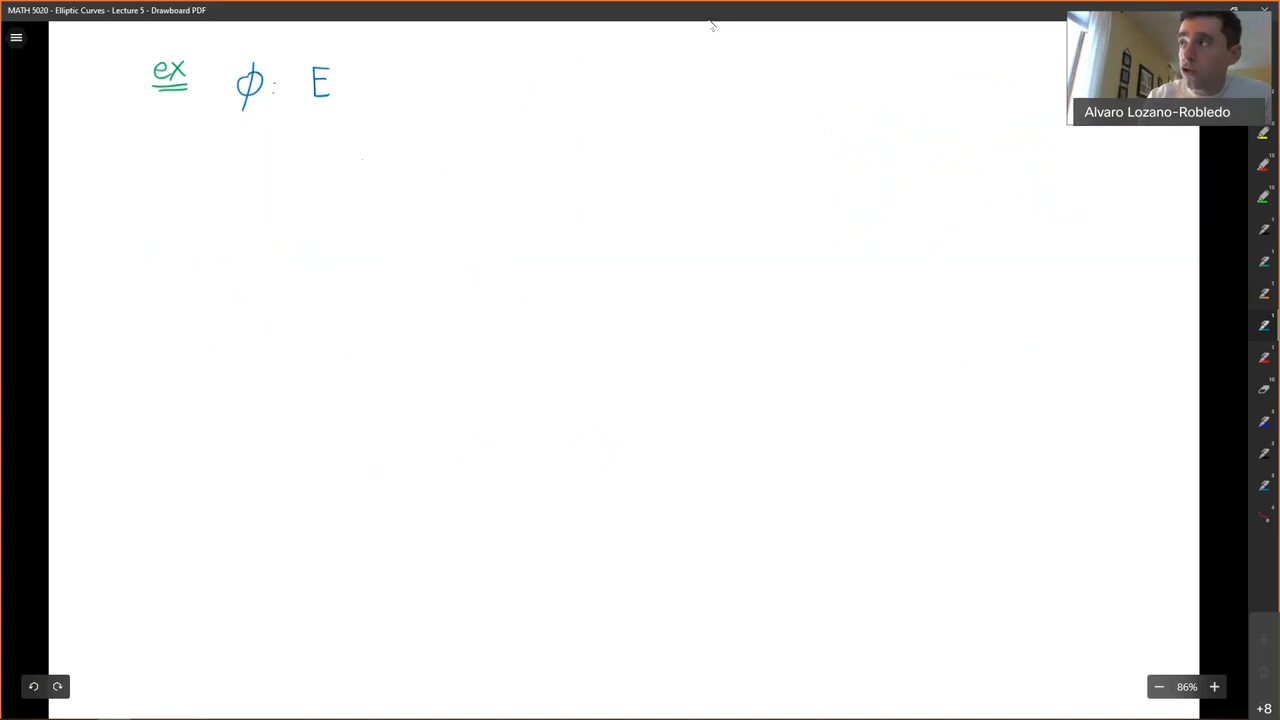 MATH 5020 - Elliptic Curves - Lecture 5 - Drawboard PDF
ex φ: E
Alvaro Lozano-Robledo
86%
+8